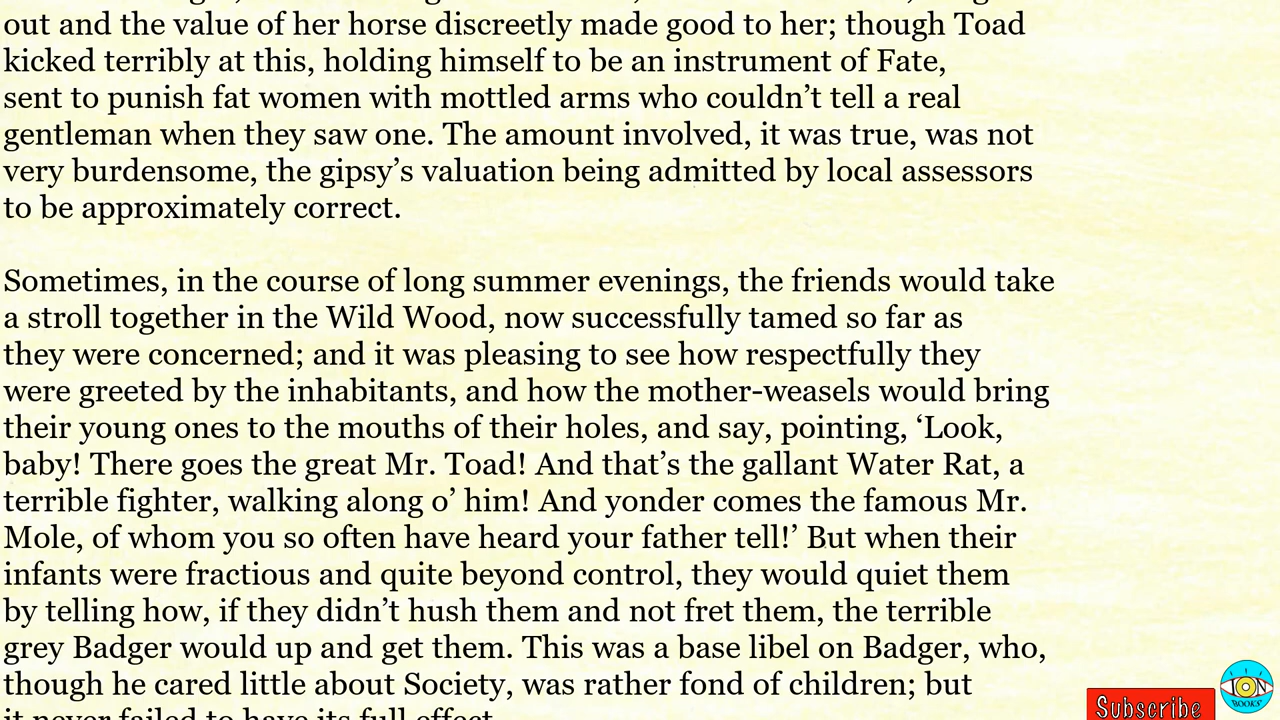 out and the value of her horse discreetly made good to her; though Toad
kicked terribly at this, holding himself to be an instrument of Fate,
sent to punish fat women with mottled arms who couldn’t tell a real
gentleman when they saw one. The amount involved, it was true, was not
very burdensome, the gipsy’s valuation being admitted by local assessors
to be approximately correct.
Sometimes, in the course of long summer evenings, the friends would take
a stroll together in the Wild Wood, now successfully tamed so far as
they were concerned; and it was pleasing to see how respectfully they
were greeted by the inhabitants, and how the mother-weasels would bring
their young ones to the mouths of their holes, and say, pointing, ‘Look,
baby! There goes the great Mr. Toad! And that’s the gallant Water Rat, a
terrible fighter, walking along o’ him! And yonder comes the famous Mr.
Mole, of whom you so often have heard your father tell!’ But when their
infants were fractious and quite beyond control, they would quiet them
by telling how, if they didn’t hush them and not fret them, the terrible
grey Badger would up and get them. This was a base libel on Badger, who,
though he cared little about Society, was rather fond of children; but
it never failed to have its full effect.
Subscribe
ION
BOOKS